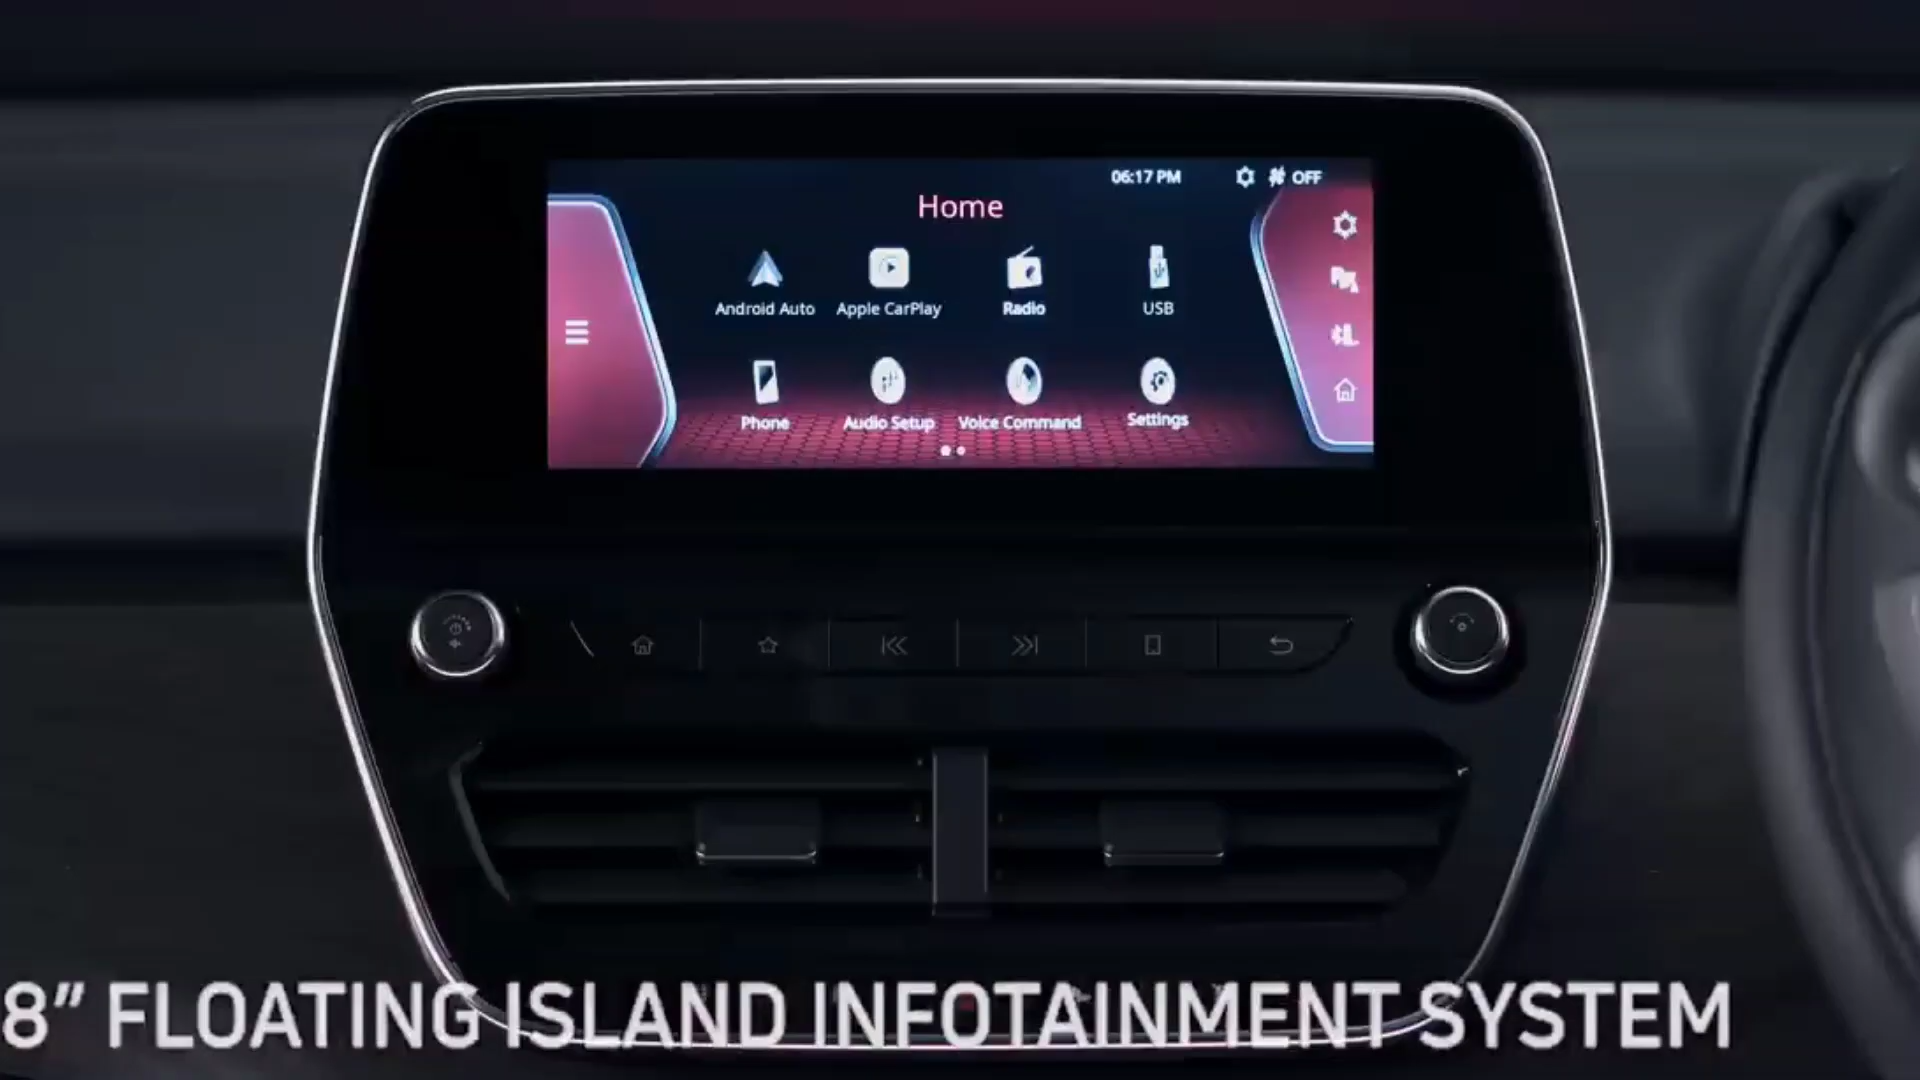 06:17 PM OFF
Home
Android Auto Apple CarPlay Radio USB
Phone Audio Setup Voice Command Settings
8” FLOATING ISLAND INFOTAINMENT SYSTEM